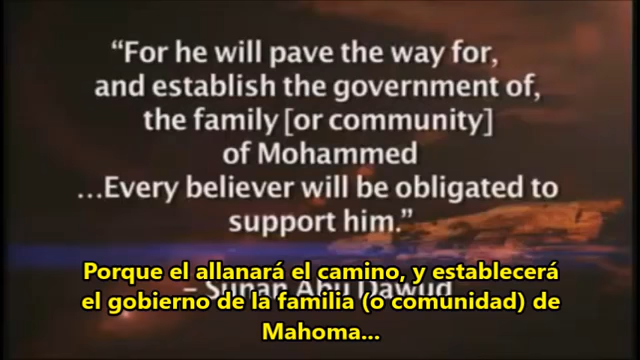 “For he will pave the way for,
and establish the government of,
the family [or community]
of Mohammed
...Every believer will be obligated to
support him.”
– Sunan Abu Dawud
Porque el allanará el camino, y establecerá
el gobierno de la familia (o comunidad) de
Mahoma...